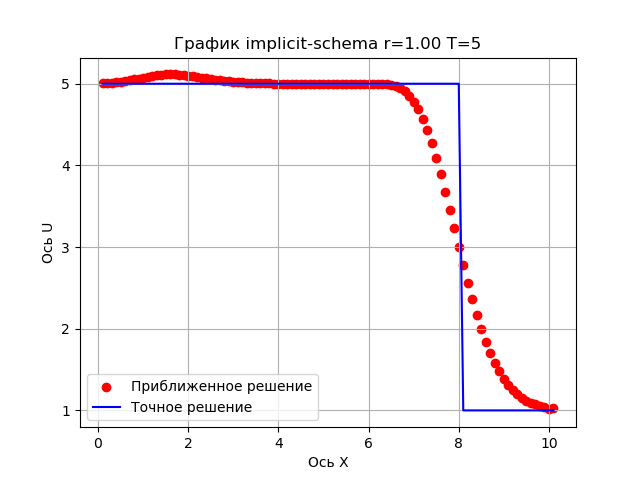 График implicit-schema r=1.00 T=5
Ось U
5
4
3
2
1
Приближенное решение
Точное решение
0 2 4 6 8 10
Ось X